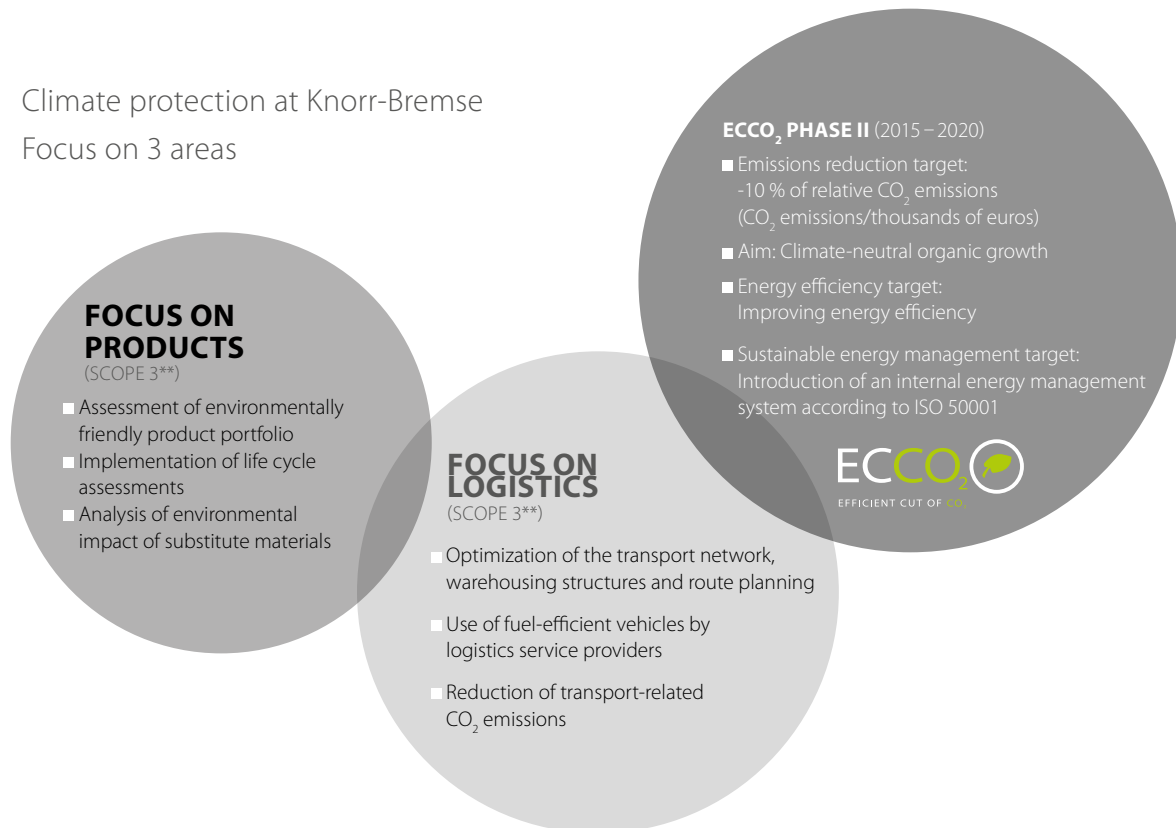 Climate protection at Knorr-Bremse
Focus on 3 areas
FOCUS ON
PRODUCTS
(SCOPE 3**)
■ Assessment of environmentally
friendly product portfolio
■ Implementation of life cycle
assessments
■ Analysis of environmental
impact of substitute materials
FOCUS ON
LOGISTICS
(SCOPE 3**)
■ Optimization of the transport network,
warehousing structures and route planning
■ Use of fuel-efficient vehicles by
logistics service providers
■ Reduction of transport-related
CO₂ emissions
ECCO₂ PHASE II (2015 – 2020)
■ Emissions reduction target:
-10 % of relative CO₂ emissions
(CO₂ emissions/thousands of euros)
■ Aim: Climate-neutral organic growth
■ Energy efficiency target:
Improving energy efficiency
■ Sustainable energy management target:
Introduction of an internal energy management
system according to ISO 50001
ECCO₂
EFFICIENT CUT OF CO₂